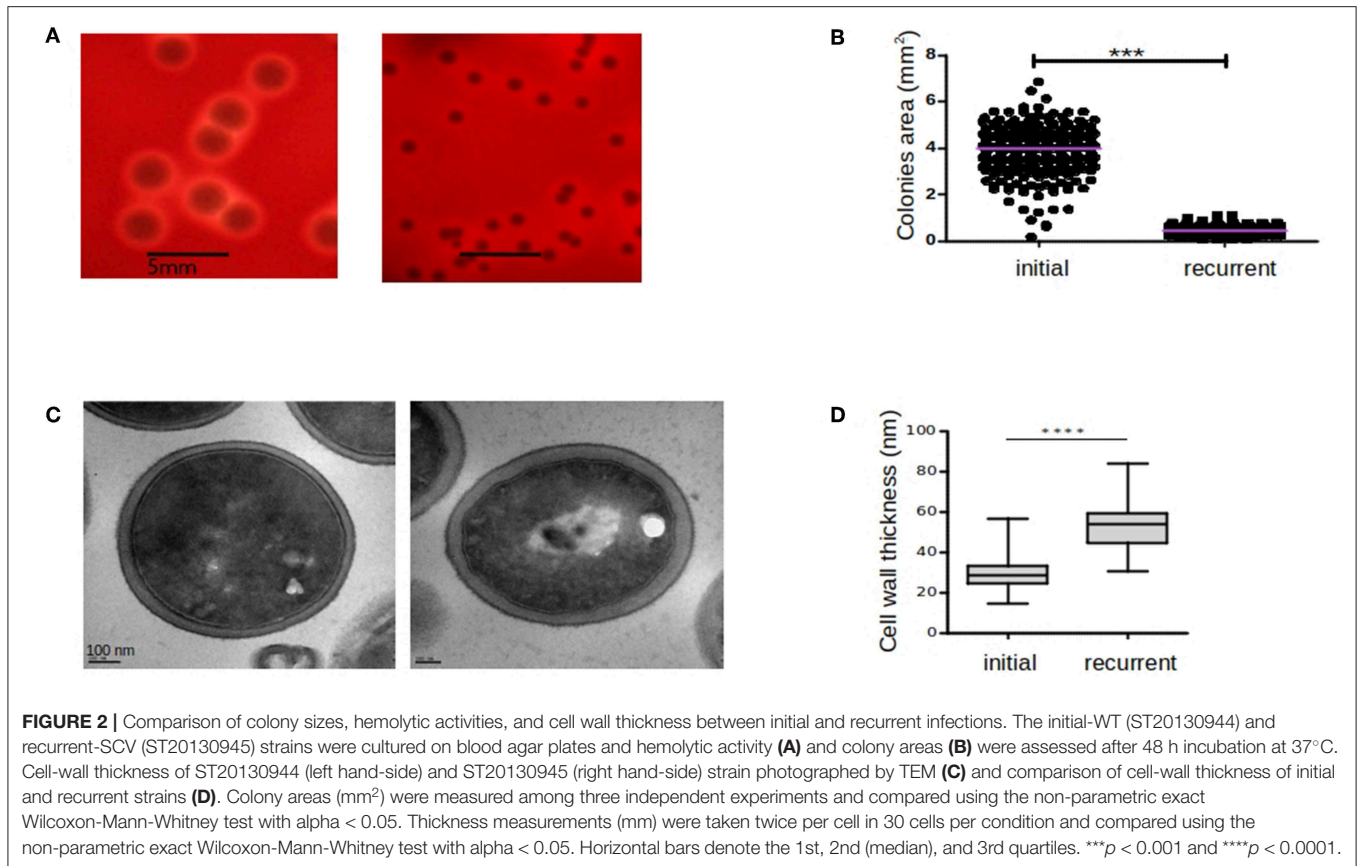 A
5mm
B
Colonies area (mm²)
8
6
4
2
0
***
initial recurrent
C
100 nm
D
Cell wall thickness (nm)
100
80
60
40
20
0
****
initial recurrent
FIGURE 2 | Comparison of colony sizes, hemolytic activities, and cell wall thickness between initial and recurrent infections. The initial-WT (ST20130944) and
recurrent-SCV (ST20130945) strains were cultured on blood agar plates and hemolytic activity (A) and colony areas (B) were assessed after 48 h incubation at 37°C.
Cell-wall thickness of ST20130944 (left hand-side) and ST20130945 (right hand-side) strain photographed by TEM (C) and comparison of cell-wall thickness of initial
and recurrent strains (D). Colony areas (mm²) were measured among three independent experiments and compared using the non-parametric exact
Wilcoxon-Mann-Whitney test with alpha < 0.05. Thickness measurements (mm) were taken twice per cell in 30 cells per condition and compared using the
non-parametric exact Wilcoxon-Mann-Whitney test with alpha < 0.05. Horizontal bars denote the 1st, 2nd (median), and 3rd quartiles. ***p < 0.001 and ****p < 0.0001.